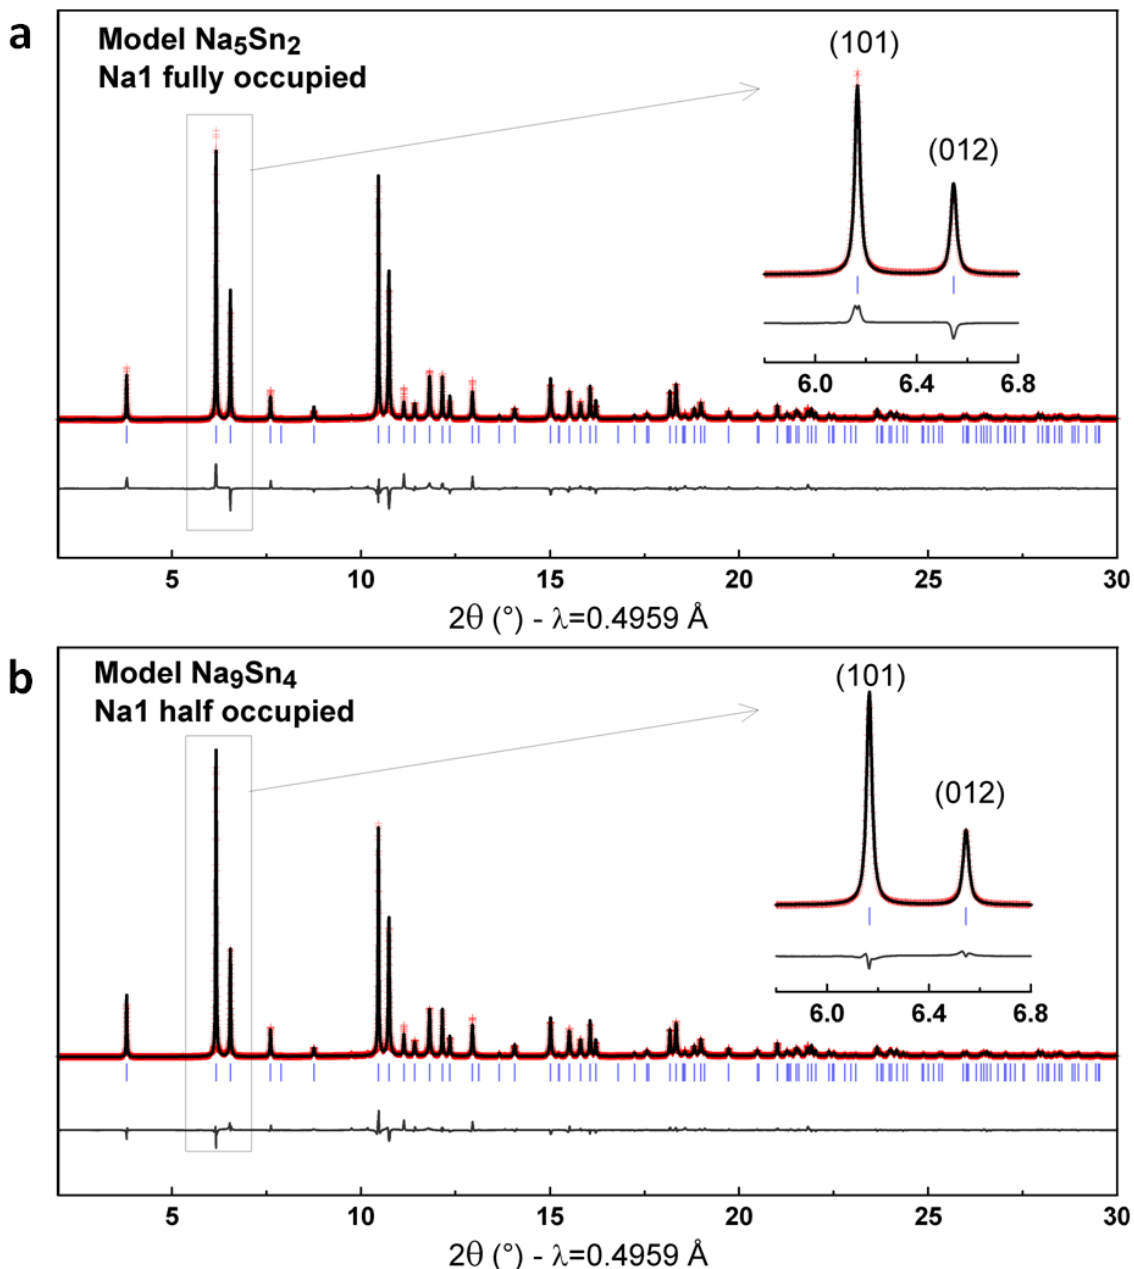 a
Model Na₅Sn₂
Na1 fully occupied
(101)
(012)
6.0 6.4 6.8
5 10 15 20 25 30
2θ (°) - λ=0.4959 Å
b
Model Na₉Sn₄
Na1 half occupied
(101)
(012)
6.0 6.4 6.8
5 10 15 20 25 30
2θ (°) - λ=0.4959 Å